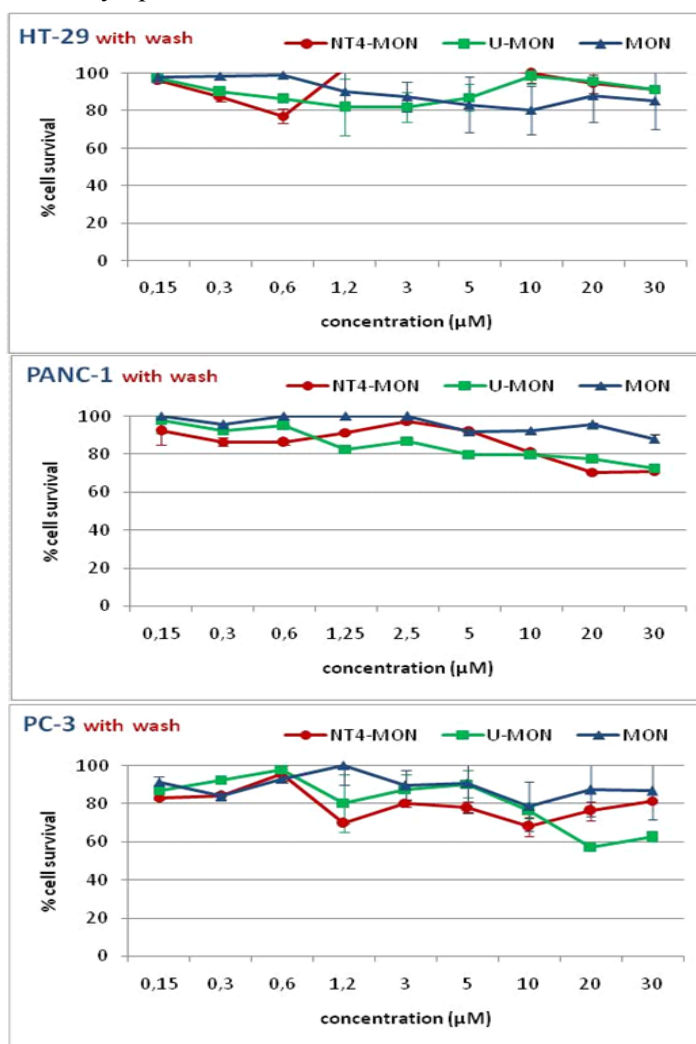 HT-29 with wash
NT4-MON U-MON MON
100
80
60
40
20
0
% cell survival
0,15 0,3 0,6 1,2 3 5 10 20 30
concentration (µM)
PANC-1 with wash
NT4-MON U-MON MON
100
80
60
40
20
0
% cell survival
0,15 0,3 0,6 1,25 2,5 5 10 20 30
concentration (µM)
PC-3 with wash
NT4-MON U-MON MON
100
80
60
40
20
0
% cell survival
0,15 0,3 0,6 1,2 3 5 10 20 30
concentration (µM)